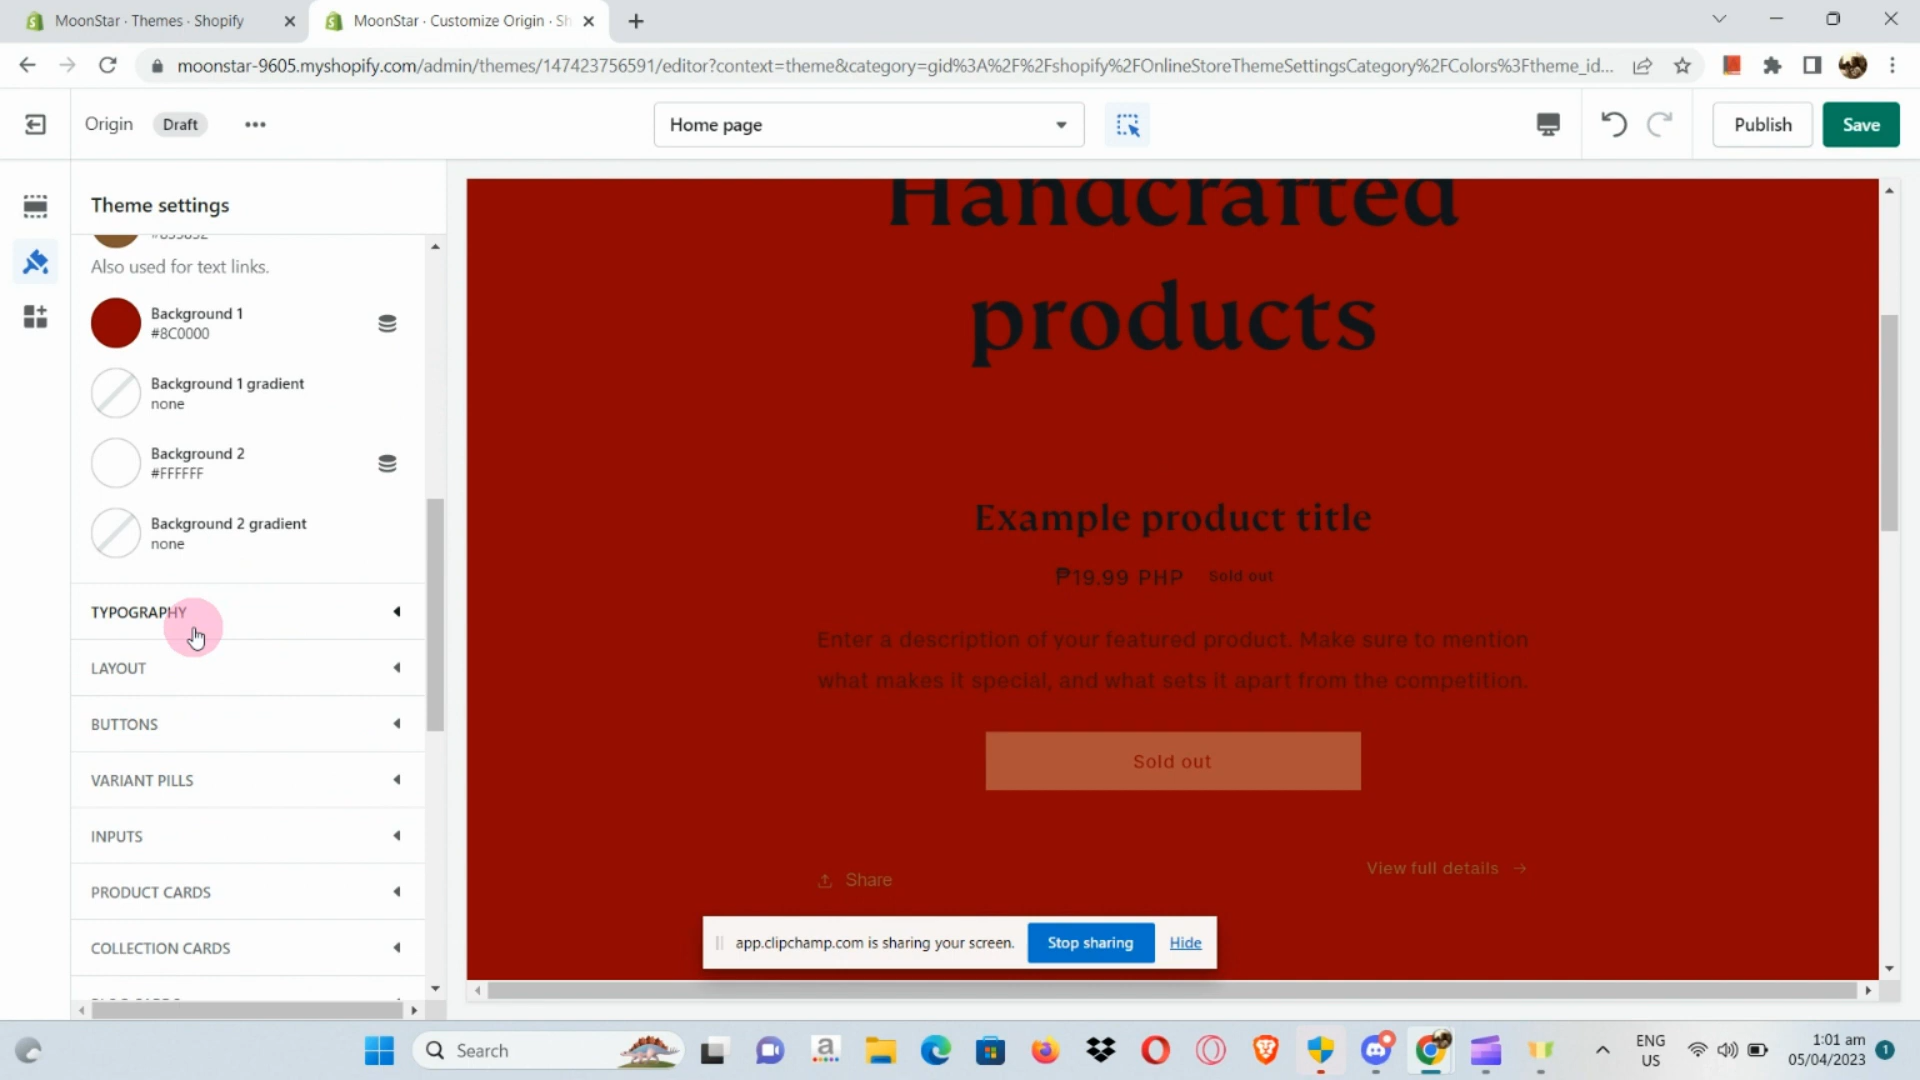 MoonStar · Themes · Shopify
MoonStar · Customize Origin · Sh
moonstar-9605.myshopify.com/admin/themes/147423756591/editor?context=theme&category=gid%3A%2F%2Fshopify%2FOnlineStoreThemeSettingsCategory%2FColors%3Ftheme_id...
Origin
Draft
Home page
Publish
Save
Theme settings
Also used for text links.
Background 1
#8C0000
Background 1 gradient
none
Background 2
#FFFFFF
Background 2 gradient
none
TYPOGRAPHY
LAYOUT
BUTTONS
VARIANT PILLS
INPUTS
PRODUCT CARDS
COLLECTION CARDS
Handcrafted
products
Example product title
₱19.99 PHP Sold out
Enter a description of your featured product. Make sure to mention
what makes it special, and what sets it apart from the competition.
Sold out
Share
View full details →
app.clipchamp.com is sharing your screen.
Stop sharing
Hide
Search
ENG
US
1:01 am
05/04/2023
1